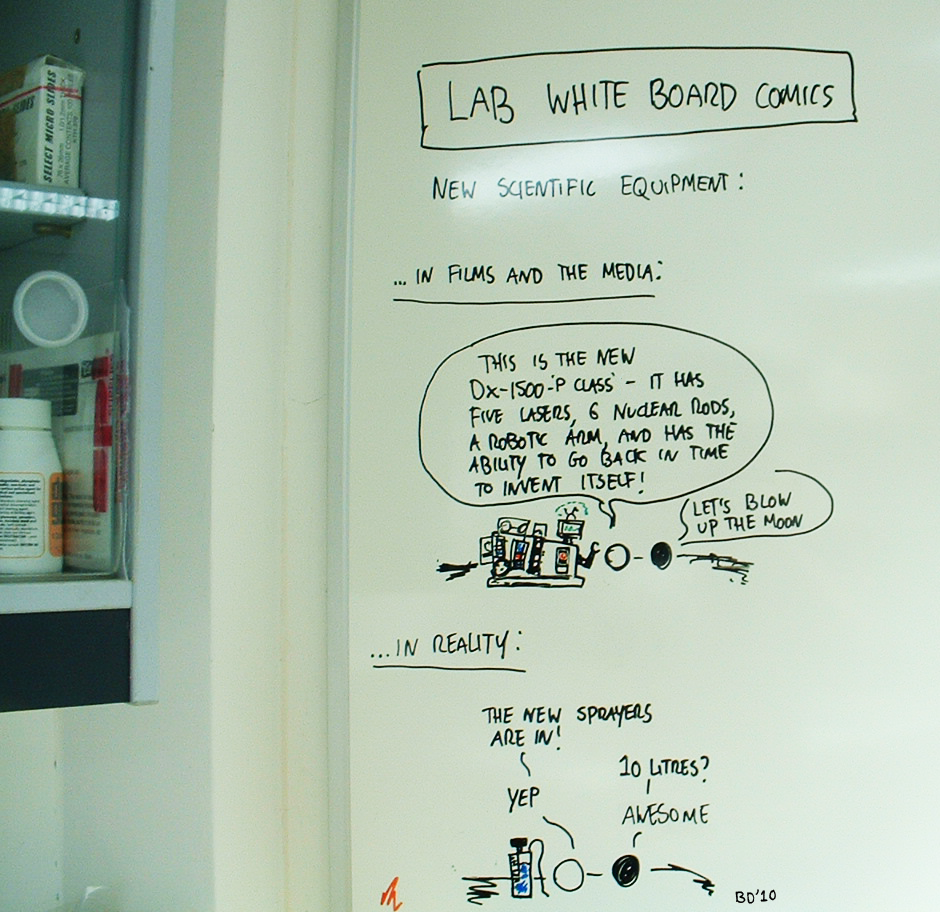 LAB WHITE BOARD COMICS
NEW SCIENTIFIC EQUIPMENT:
... IN FILMS AND THE MEDIA:
THIS IS THE NEW
DX-1500-'P CLASS' - IT HAS
FIVE LASERS, 6 NUCLEAR RODS,
A ROBOTIC ARM, AND HAS THE
ABILITY TO GO BACK IN TIME
TO INVENT ITSELF!
LET'S BLOW
UP THE MOON
...IN REALITY:
THE NEW SPRAYERS
ARE IN!
10 LITRES?
YEP
AWESOME
BD'10
SELECT MICRO SLIDES